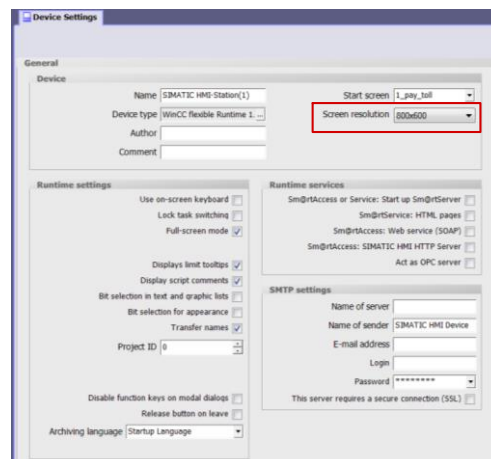 Device Settings
General
Device
Name SIMATIC HMI-Station(1)
Start screen 1_pay_toll
Device type WinCC flexible Runtime 1. ...
Screen resolution 800x600
Author
Comment
Runtime settings
Use on-screen keyboard
Lock task switching
Full-screen mode
Displays limit tooltips
Display script comments
Bit selection in text and graphic lists
Bit selection for appearance
Transfer names
Project ID 0
Disable function keys on modal dialogs
Release button on leave
Archiving language Startup Language
Runtime services
Sm@rtAccess or Service: Start up Sm@rtServer
Sm@rtService: HTML pages
Sm@rtAccess: Web service (SOAP)
Sm@rtAccess: SIMATIC HMI HTTP Server
Act as OPC server
SMTP settings
Name of server
Name of sender SIMATIC HMI Device
E-mail address
Login
Password ********
This server requires a secure connection (SSL)